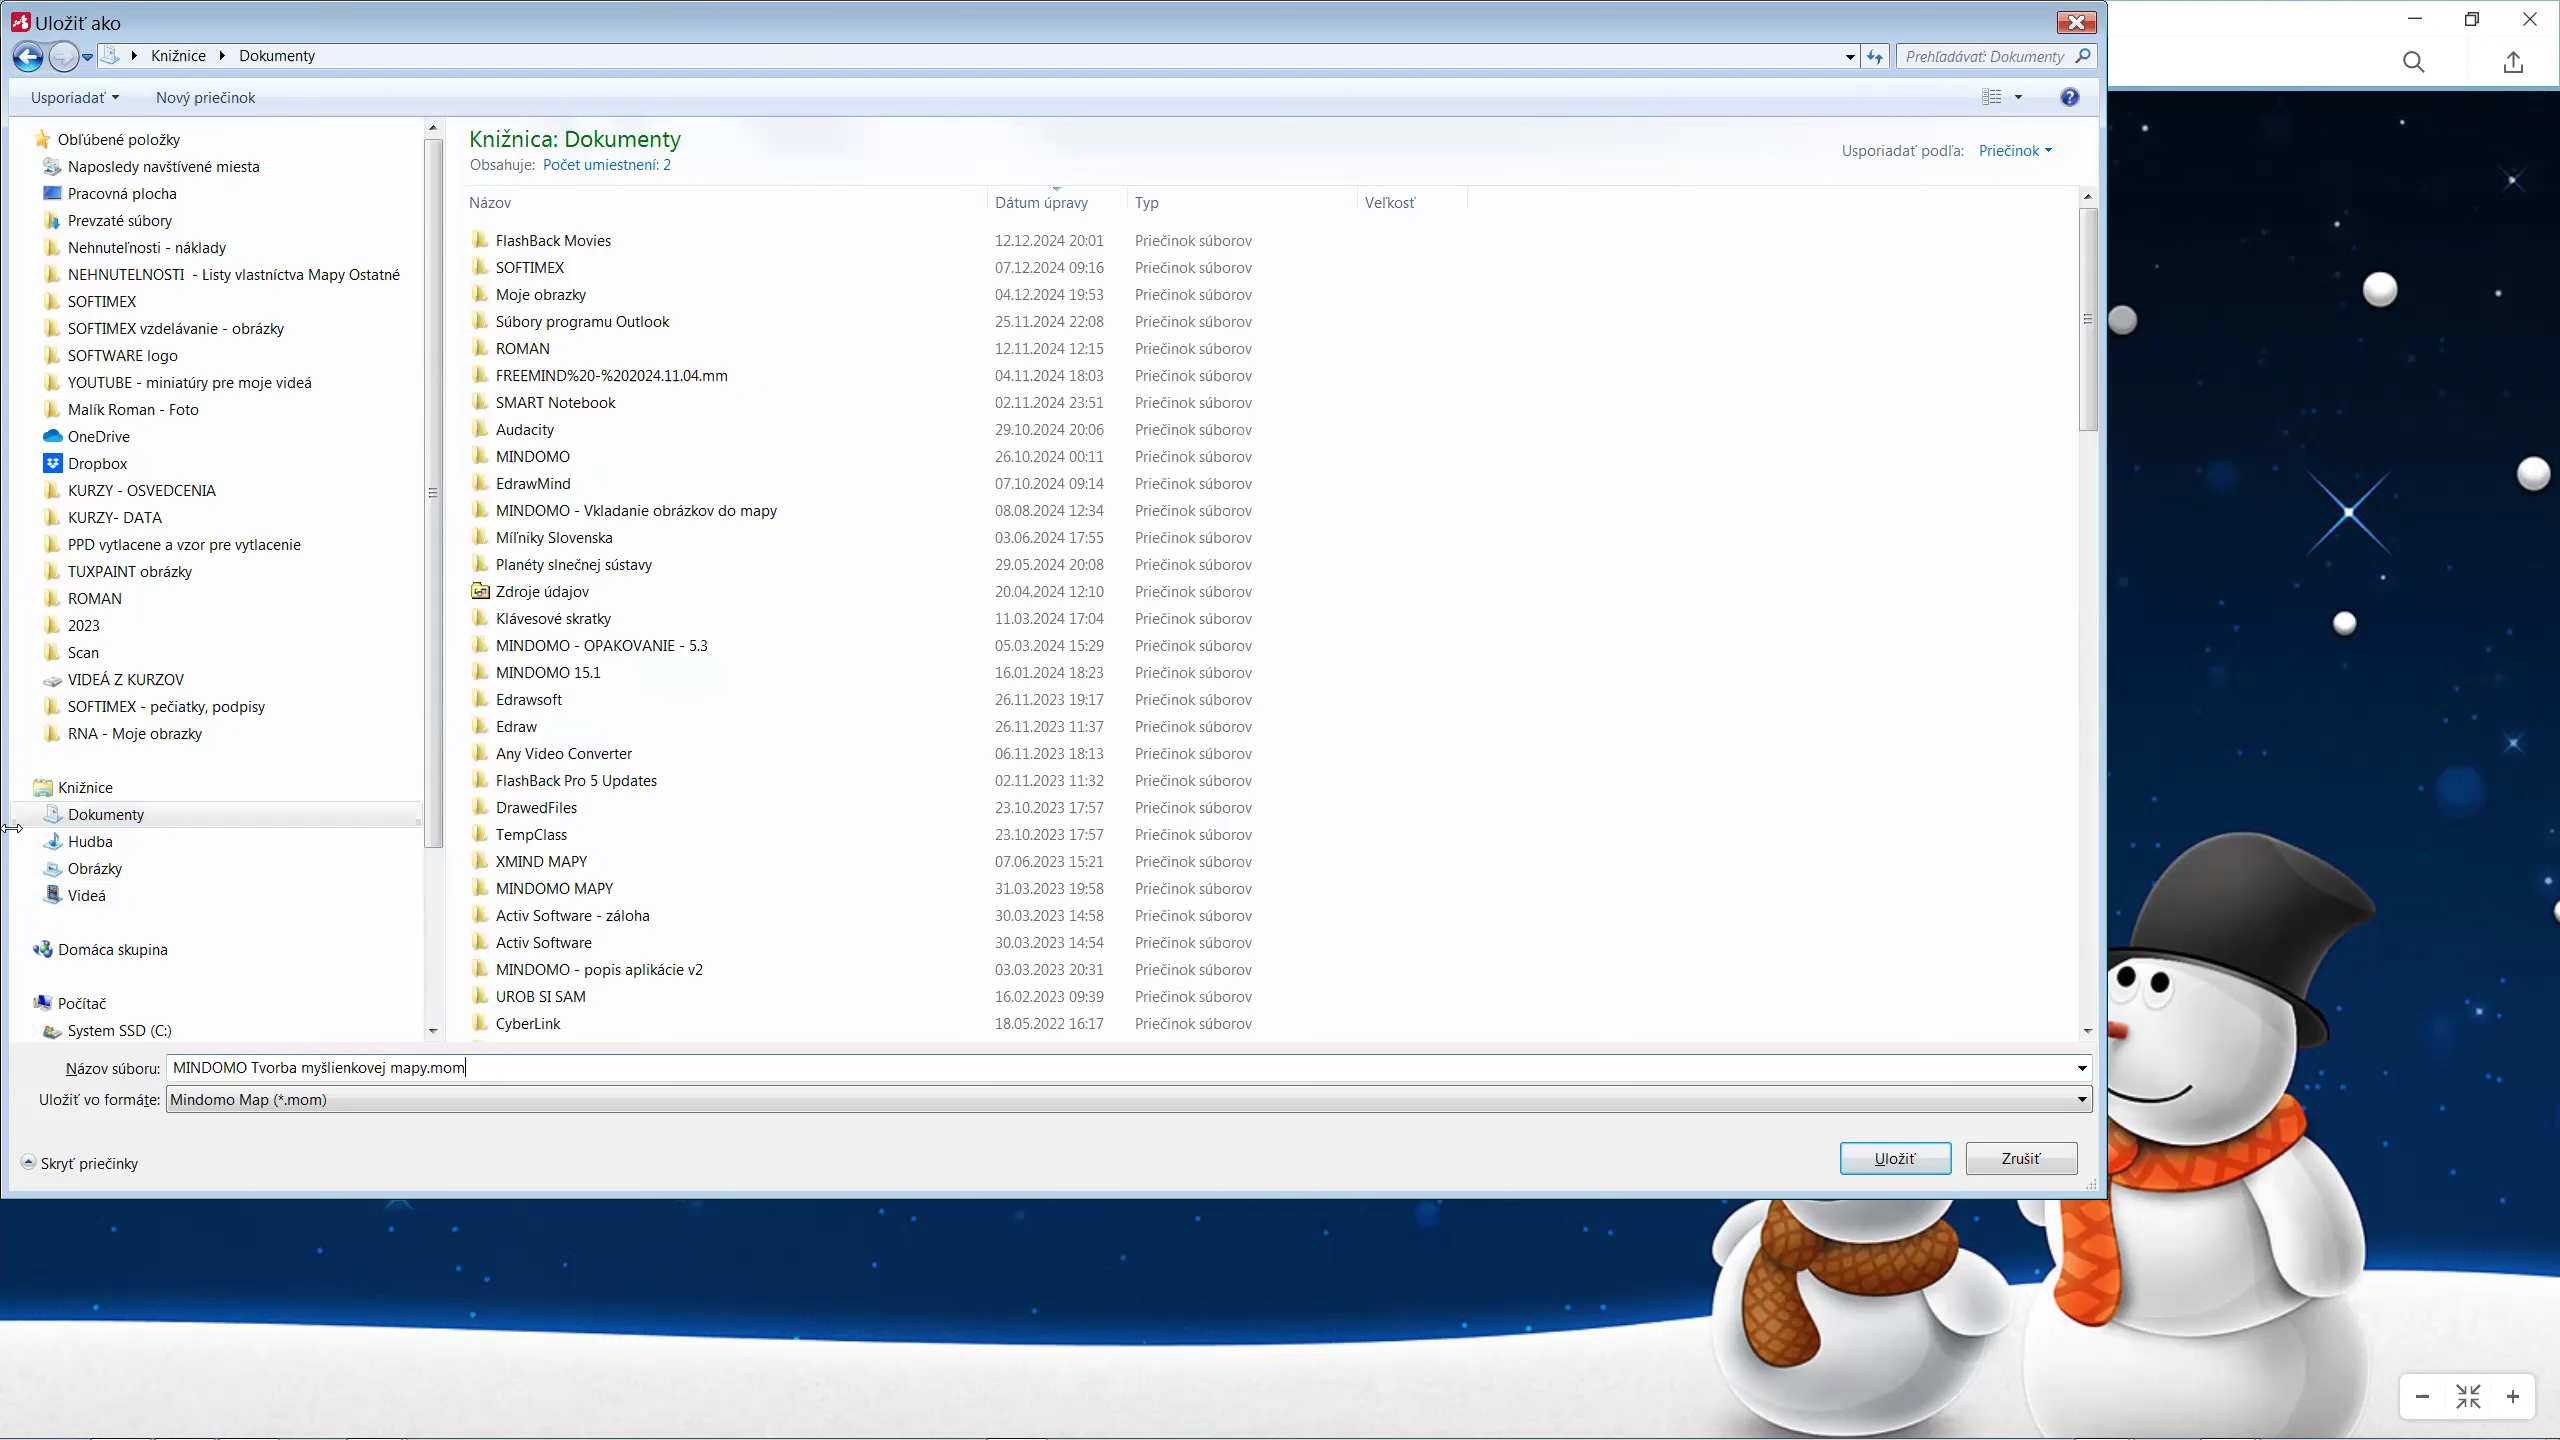 Uložiť ako
Knižnice
Dokumenty
Prehľadávať: Dokumenty
Usporiadať
Nový priečinok
Obľúbené položky
Naposledy navštívené miesta
Pracovná plocha
Prevzaté súbory
Nehnuteľnosti - náklady
NEHNUTELNOSTI  - Listy vlastníctva Mapy Ostatné
SOFTIMEX
SOFTIMEX vzdelávanie - obrázky
SOFTWARE logo
YOUTUBE - miniatúry pre moje videá
Malík Roman - Foto
OneDrive
Dropbox
KURZY - OSVEDCENIA
KURZY- DATA
PPD vytlacene a vzor pre vytlacenie
TUXPAINT obrázky
ROMAN
2023
Scan
VIDEÁ Z KURZOV
SOFTIMEX - pečiatky, podpisy
RNA - Moje obrazky
Knižnice
Dokumenty
Hudba
Obrázky
Videá
Domáca skupina
Počítač
System SSD (C:)
Knižnica: Dokumenty
Obsahuje: Počet umiestnení: 2
Usporiadať podľa: Priečinok
Názov Dátum úpravy Typ Veľkosť
FlashBack Movies 12.12.2024 20:01 Priečinok súborov
SOFTIMEX 07.12.2024 09:16 Priečinok súborov
Moje obrazky 04.12.2024 19:53 Priečinok súborov
Súbory programu Outlook 25.11.2024 22:08 Priečinok súborov
ROMAN 12.11.2024 12:15 Priečinok súborov
FREEMIND%20-%202024.11.04.mm 04.11.2024 18:03 Priečinok súborov
SMART Notebook 02.11.2024 23:51 Priečinok súborov
Audacity 29.10.2024 20:06 Priečinok súborov
MINDOMO 26.10.2024 00:11 Priečinok súborov
EdrawMind 07.10.2024 09:14 Priečinok súborov
MINDOMO - Vkladanie obrázkov do mapy 08.08.2024 12:34 Priečinok súborov
Míľniky Slovenska 03.06.2024 17:55 Priečinok súborov
Planéty slnečnej sústavy 29.05.2024 20:08 Priečinok súborov
Zdroje údajov 20.04.2024 12:10 Priečinok súborov
Klávesové skratky 11.03.2024 17:04 Priečinok súborov
MINDOMO - OPAKOVANIE - 5.3 05.03.2024 15:29 Priečinok súborov
MINDOMO 15.1 16.01.2024 18:23 Priečinok súborov
Edrawsoft 26.11.2023 19:17 Priečinok súborov
Edraw 26.11.2023 11:37 Priečinok súborov
Any Video Converter 06.11.2023 18:13 Priečinok súborov
FlashBack Pro 5 Updates 02.11.2023 11:32 Priečinok súborov
DrawedFiles 23.10.2023 17:57 Priečinok súborov
TempClass 23.10.2023 17:57 Priečinok súborov
XMIND MAPY 07.06.2023 15:21 Priečinok súborov
MINDOMO MAPY 31.03.2023 19:58 Priečinok súborov
Activ Software - záloha 30.03.2023 14:58 Priečinok súborov
Activ Software 30.03.2023 14:54 Priečinok súborov
MINDOMO - popis aplikácie v2 03.03.2023 20:31 Priečinok súborov
UROB SI SAM 16.02.2023 09:39 Priečinok súborov
CyberLink 18.05.2022 16:17 Priečinok súborov
Názov súboru: MINDOMO Tvorba myšlienkovej mapy.mom
Uložiť vo formáte: Mindomo Map (*.mom)
Skryť priečinky
Uložiť
Zrušiť